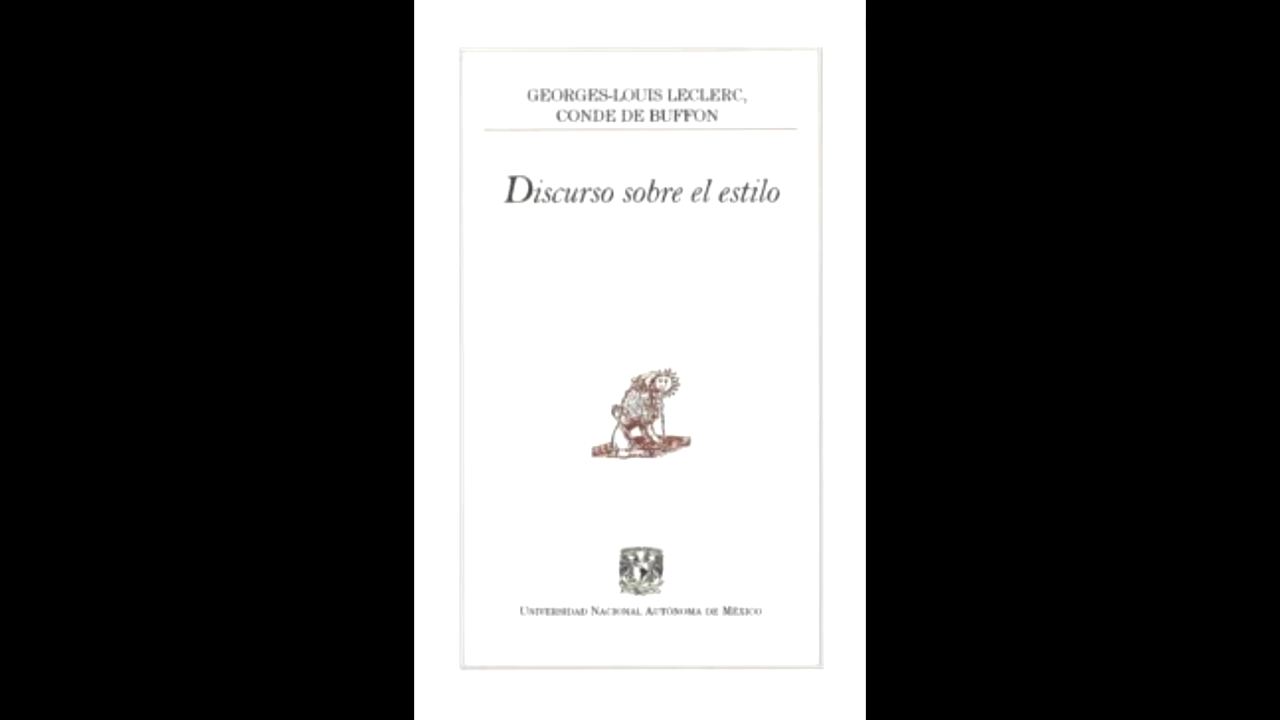 GEORGES-LOUIS LECLERC,
CONDE DE BUFFON
Discurso sobre el estilo
UNIVERSIDAD NACIONAL AUTÓNOMA DE MÉXICO